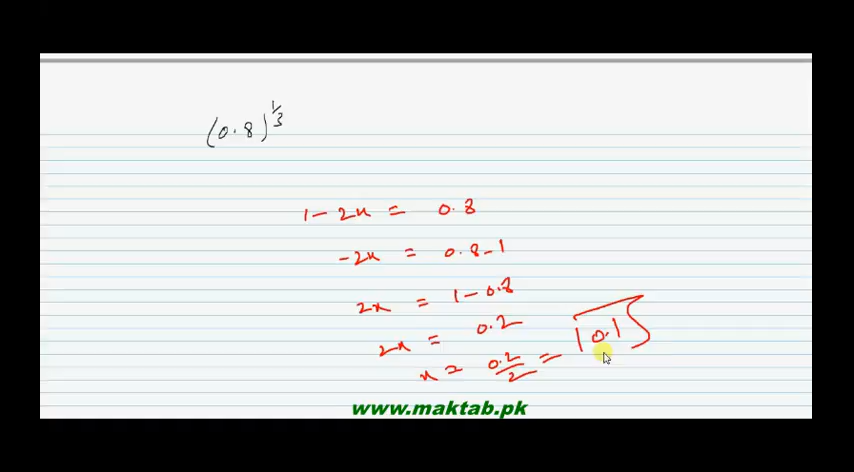 (0.8)^1/3
1 - 2x = 0.8
-2x = 0.8 - 1
2x = 1 - 0.8
2x = 0.2
x = 0.2/2 = 0.1
www.maktab.pk